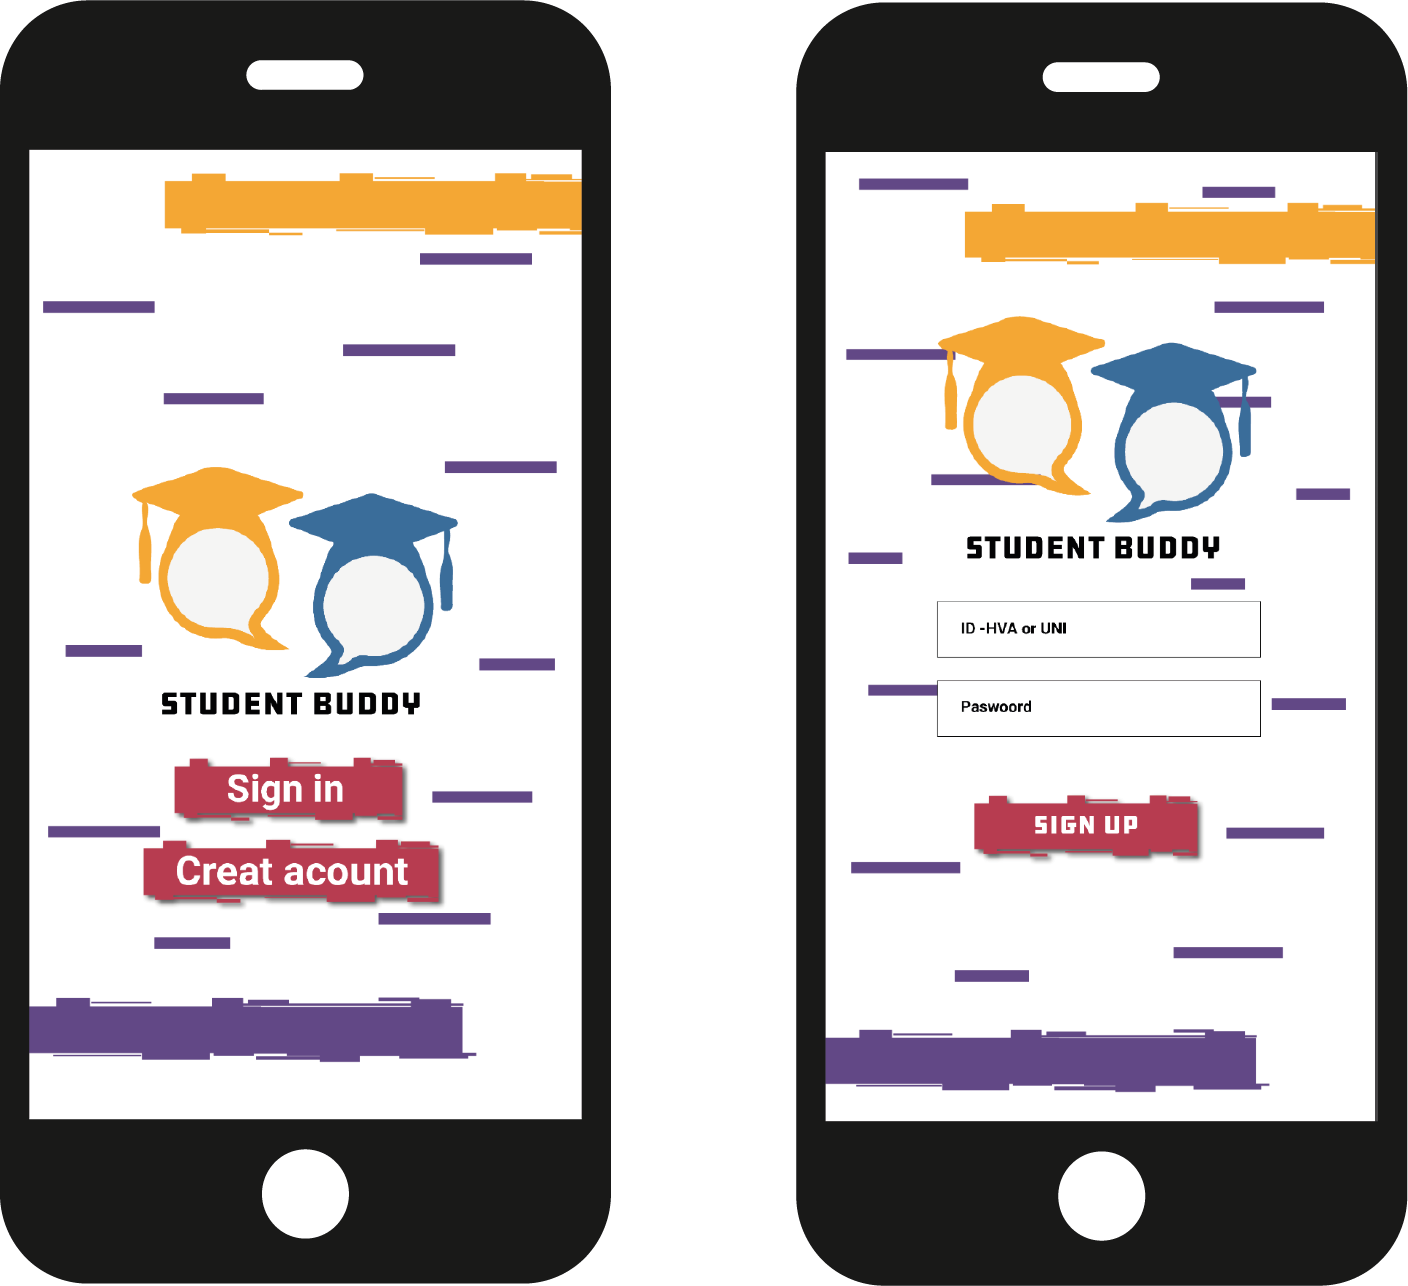 STUDENT BUDDY
Sign in
Creat acount
STUDENT BUDDY
ID -HVA or UNI
Paswoord
SIGN UP